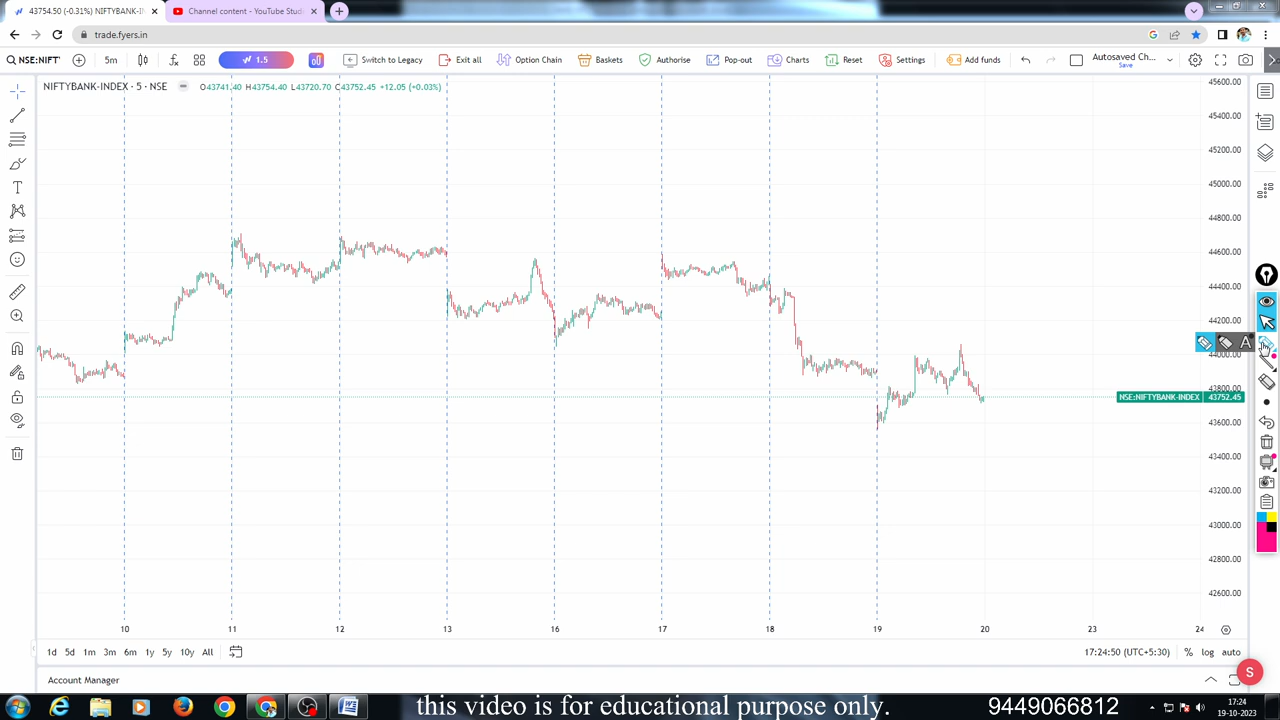 43754.50 (-0.31%) NIFTYBANK-IN
Channel content - YouTube Studi
trade.fyers.in
NSE:NIFT
5m
1.5
Switch to Legacy
Exit all
Option Chain
Baskets
Authorise
Pop-out
Charts
Reset
Settings
Add funds
Autosaved Ch...
Save
NIFTYBANK-INDEX · 5 · NSE
O43741.40 H43754.40 L43720.70 C43752.45 +12.05 (+0.03%)
45600.00
45400.00
45200.00
45000.00
44800.00
44600.00
44400.00
44200.00
44000.00
43800.00
NSE:NIFTYBANK-INDEX 43752.45
43600.00
43400.00
43200.00
43000.00
42800.00
42600.00
T
A
10 11 12 13 16 17 18 19 20 23 24
1d 5d 1m 3m 6m 1y 5y 10y All
17:24:50 (UTC+5:30)
% log auto
Account Manager
S
this video is for educational purpose only.
9449066812
17:24
19-10-2023